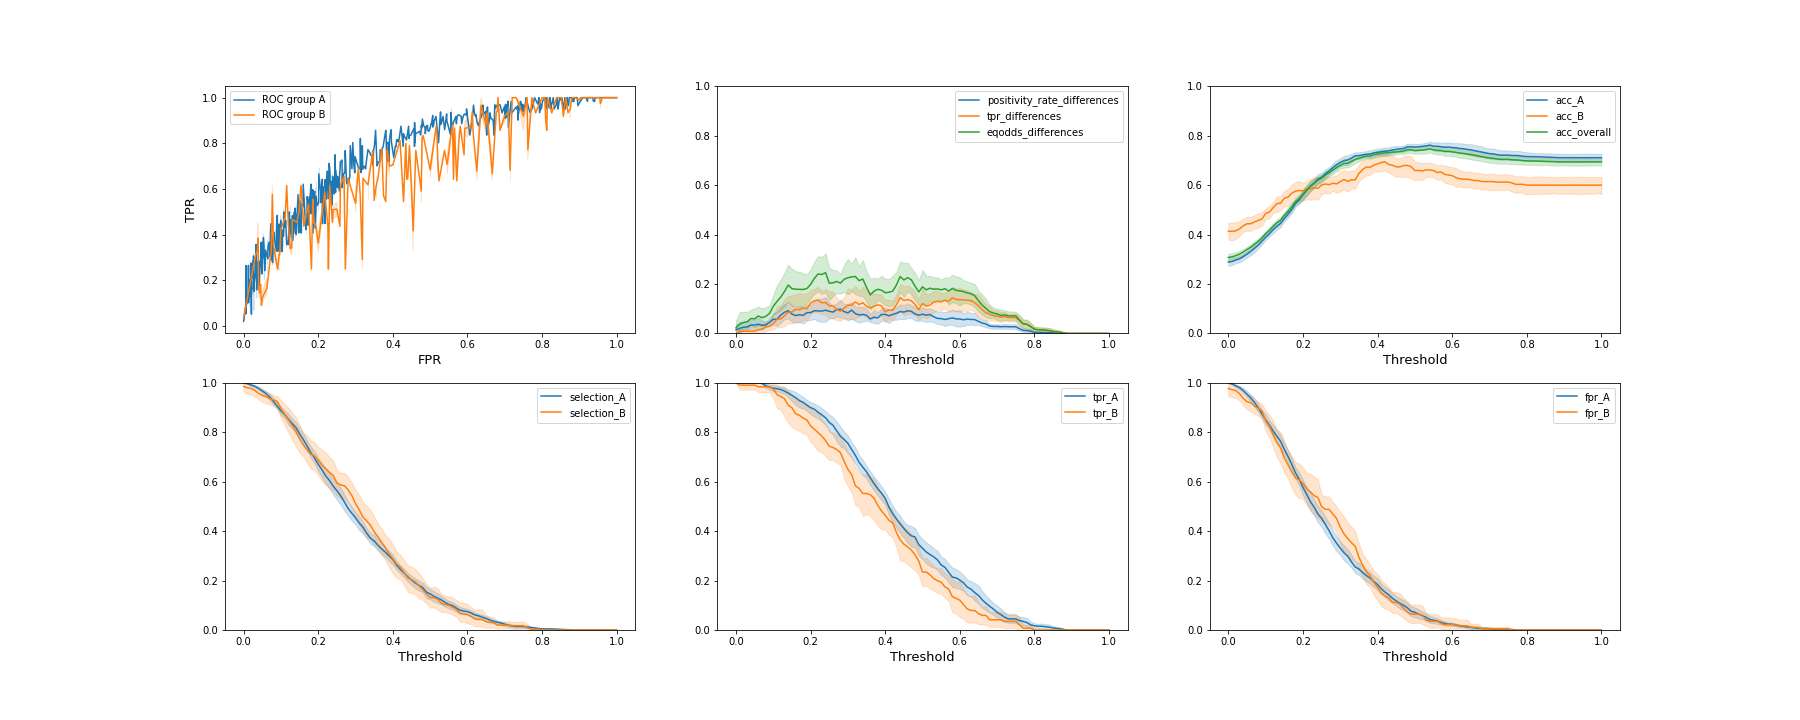 ROC group A
ROC group B
1.0
0.8
0.6
0.4
0.2
0.0
TPR
0.0 0.2 0.4 0.6 0.8 1.0
FPR
positivity_rate_differences
tpr_differences
eqodds_differences
1.0
0.8
0.6
0.4
0.2
0.0
0.0 0.2 0.4 0.6 0.8 1.0
Threshold
acc_A
acc_B
acc_overall
1.0
0.8
0.6
0.4
0.2
0.0
0.0 0.2 0.4 0.6 0.8 1.0
Threshold
selection_A
selection_B
1.0
0.8
0.6
0.4
0.2
0.0
0.0 0.2 0.4 0.6 0.8 1.0
Threshold
tpr_A
tpr_B
1.0
0.8
0.6
0.4
0.2
0.0
0.0 0.2 0.4 0.6 0.8 1.0
Threshold
fpr_A
fpr_B
1.0
0.8
0.6
0.4
0.2
0.0
0.0 0.2 0.4 0.6 0.8 1.0
Threshold